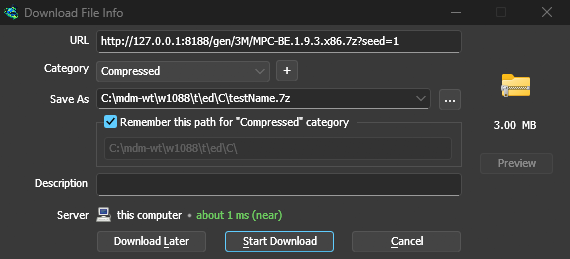 Download File Info
URL http://127.0.0.1:8188/gen/3M/MPC-BE.1.9.3.x86.7z?seed=1
Category Compressed +
Save As C:\mdm-wt\w1088\t\ed\C\testName.7z ...
Remember this path for "Compressed" category
C:\mdm-wt\w1088\t\ed\C\
3.00 MB
Preview
Description
Server this computer • about 1 ms (near)
Download Later Start Download Cancel